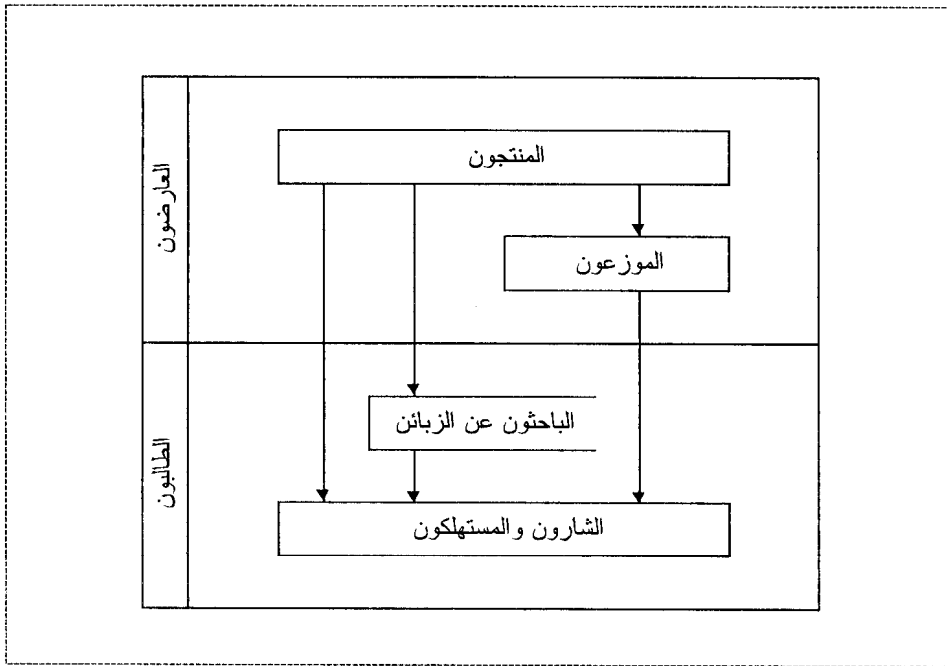 العارضون
المنتجون
الموزعون
الطالبون
الباحثون عن الزبائن
الشارون والمستهلكون